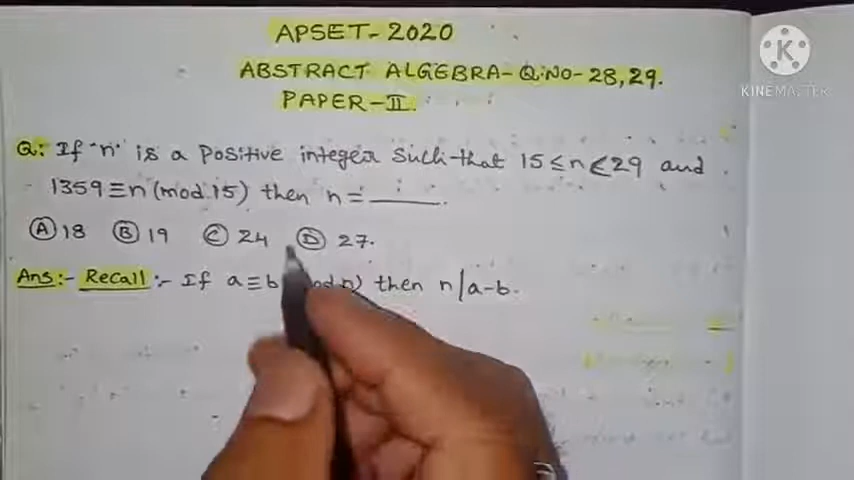 APSET-2020
ABSTRACT ALGEBRA-Q.NO-28,29.
PAPER-II.
KINEMASTER
Q: If 'n' is a positive integer such that 15 ≤ n < 29 and
1359 ≡ n (mod 15) then n = ______.
Ⓐ 18 Ⓑ 19 Ⓒ 24 Ⓓ 27.
Ans:- Recall:- If a ≡ b n) then n/a-b.